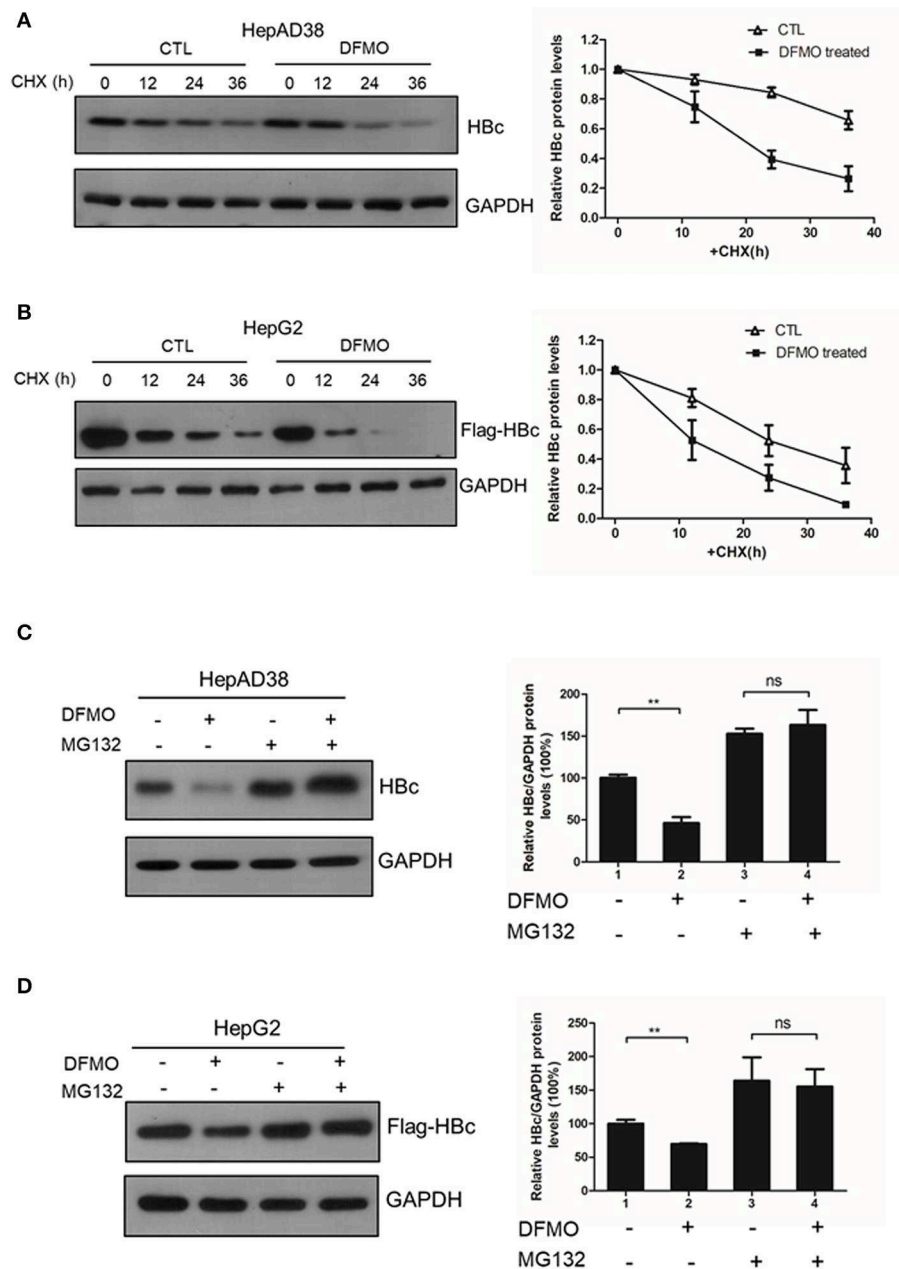 A
HepAD38
CTL DFMO
CHX (h) 0 12 24 36 0 12 24 36
HBc
GAPDH
CTL
DFMO treated
Relative HBc protein levels
1.2
1.0
0.8
0.6
0.4
0.2
0.0
0 10 20 30 40
+CHX(h)
B
HepG2
CTL DFMO
CHX (h) 0 12 24 36 0 12 24 36
Flag-HBc
GAPDH
CTL
DFMO treated
Relative HBc protein levels
1.2
1.0
0.8
0.6
0.4
0.2
0.0
0 10 20 30 40
+CHX(h)
C
HepAD38
DFMO - + - +
MG132 - - + +
HBc
GAPDH
Relative HBc/GAPDH protein
levels (100%)
200
150
100
50
0
** ns
1 2 3 4
DFMO - + - +
MG132 - - + +
D
HepG2
DFMO - + - +
MG132 - - + +
Flag-HBc
GAPDH
Relative HBc/GAPDH protein
levels (100%)
250
200
150
100
50
0
** ns
1 2 3 4
DFMO - + - +
MG132 - - + +